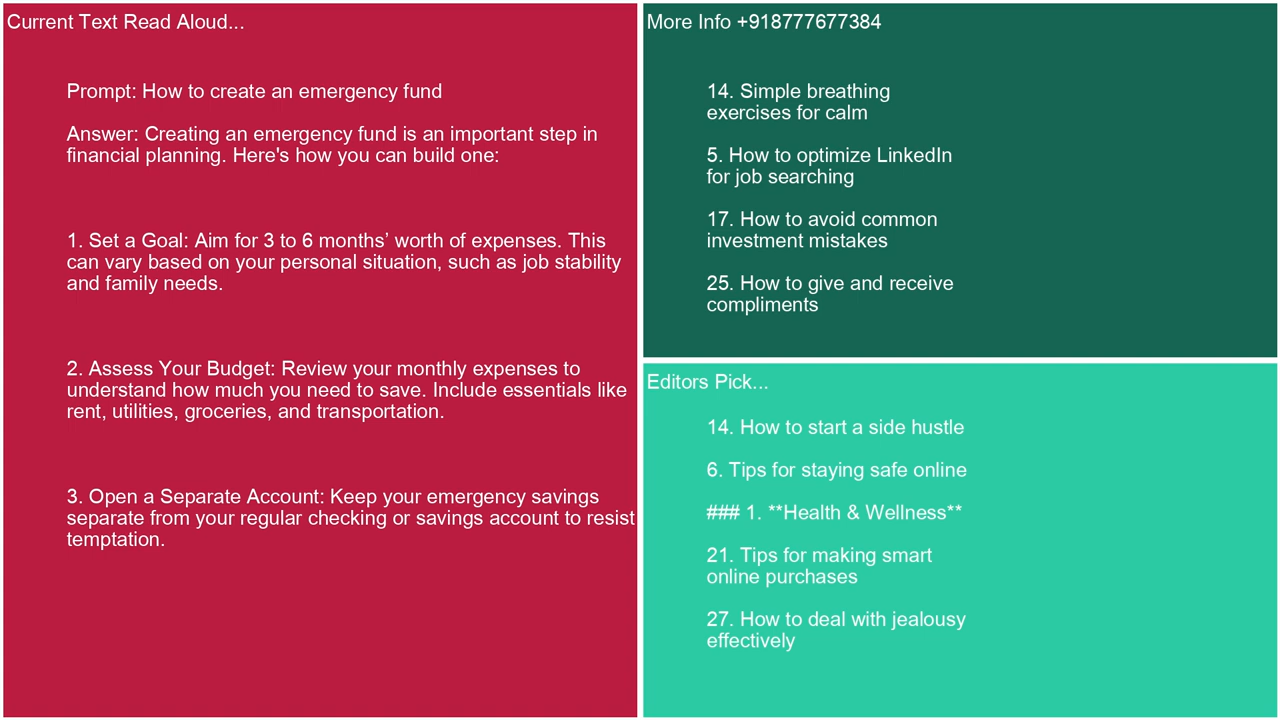 Current Text Read Aloud...
Prompt: How to create an emergency fund
Answer: Creating an emergency fund is an important step in
financial planning. Here's how you can build one:
1. Set a Goal: Aim for 3 to 6 months’ worth of expenses. This
can vary based on your personal situation, such as job stability
and family needs.
2. Assess Your Budget: Review your monthly expenses to
understand how much you need to save. Include essentials like
rent, utilities, groceries, and transportation.
3. Open a Separate Account: Keep your emergency savings
separate from your regular checking or savings account to resist
temptation.
More Info +918777677384
14. Simple breathing
exercises for calm
5. How to optimize LinkedIn
for job searching
17. How to avoid common
investment mistakes
25. How to give and receive
compliments
Editors Pick...
14. How to start a side hustle
6. Tips for staying safe online
### 1. **Health & Wellness**
21. Tips for making smart
online purchases
27. How to deal with jealousy
effectively